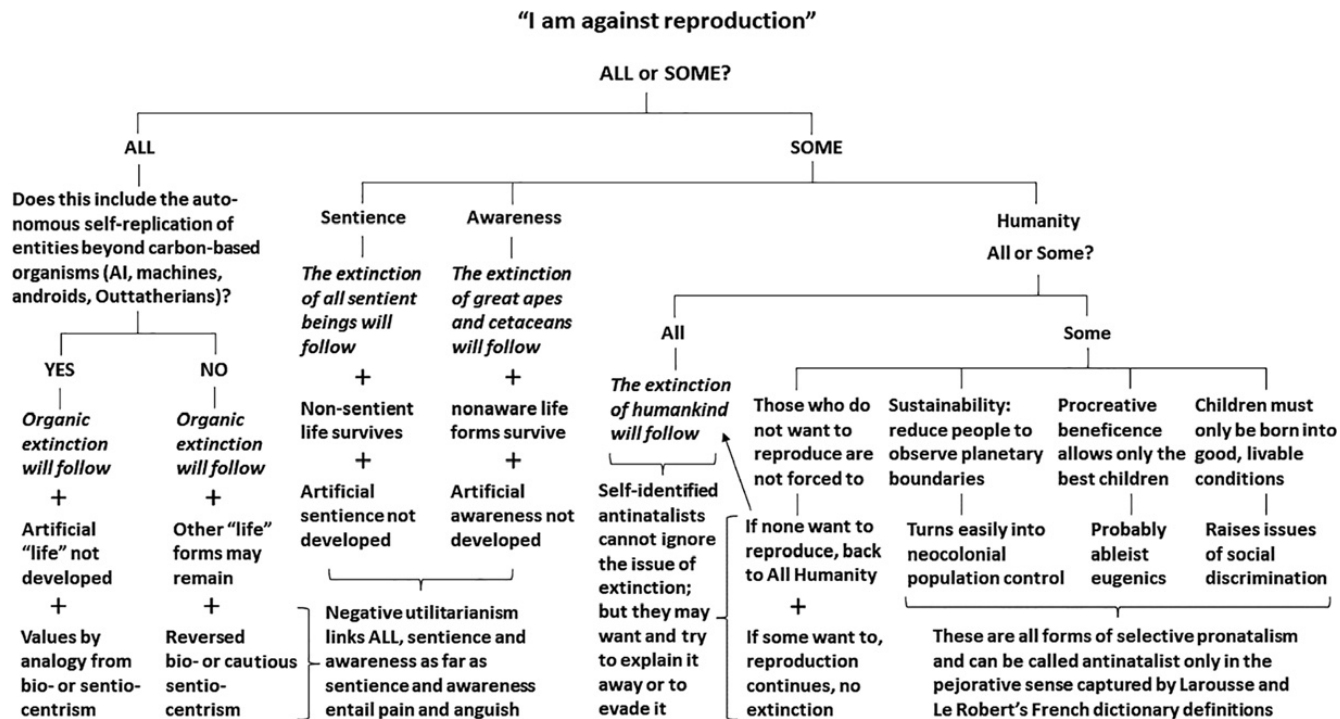 “I am against reproduction”
ALL or SOME?
ALL
Does this include the auto-
nomous self-replication of
entities beyond carbon-based
organisms (AI, machines,
androids, Outtatherians)?
YES
Organic
extinction
will follow
+
Artificial
“life” not
developed
+
Values by
analogy from
bio- or sentio-
centrism
NO
Organic
extinction
will follow
+
Other “life”
forms may
remain
+
Reversed
bio- or cautious
sentio-
centrism
SOME
Sentience
The extinction
of all sentient
beings will
follow
+
Non-sentient
life survives
+
Artificial
sentience not
developed
Awareness
The extinction
of great apes
and cetaceans
will follow
+
nonaware life
forms survive
+
Artificial
awareness not
developed
Negative utilitarianism
links ALL, sentience and
awareness as far as
sentience and awareness
entail pain and anguish
Humanity
All or Some?
All
The extinction
of humankind
will follow
Self-identified
antinatalists
cannot ignore
the issue of
extinction;
but they may
want and try
to explain it
away or to
evade it
Some
Those who do
not want to
reproduce are
not forced to
If none want to
reproduce, back
to All Humanity
+
If some want to,
reproduction
continues, no
extinction
Sustainability:
reduce people to
observe planetary
boundaries
Turns easily into
neocolonial
population control
Procreative
beneficence
allows only the
best children
Probably
ableist
eugenics
Children must
only be born into
good, livable
conditions
Raises issues
of social
discrimination
These are all forms of selective pronatalism
and can be called antinatalist only in the
pejorative sense captured by Larousse and
Le Robert’s French dictionary definitions